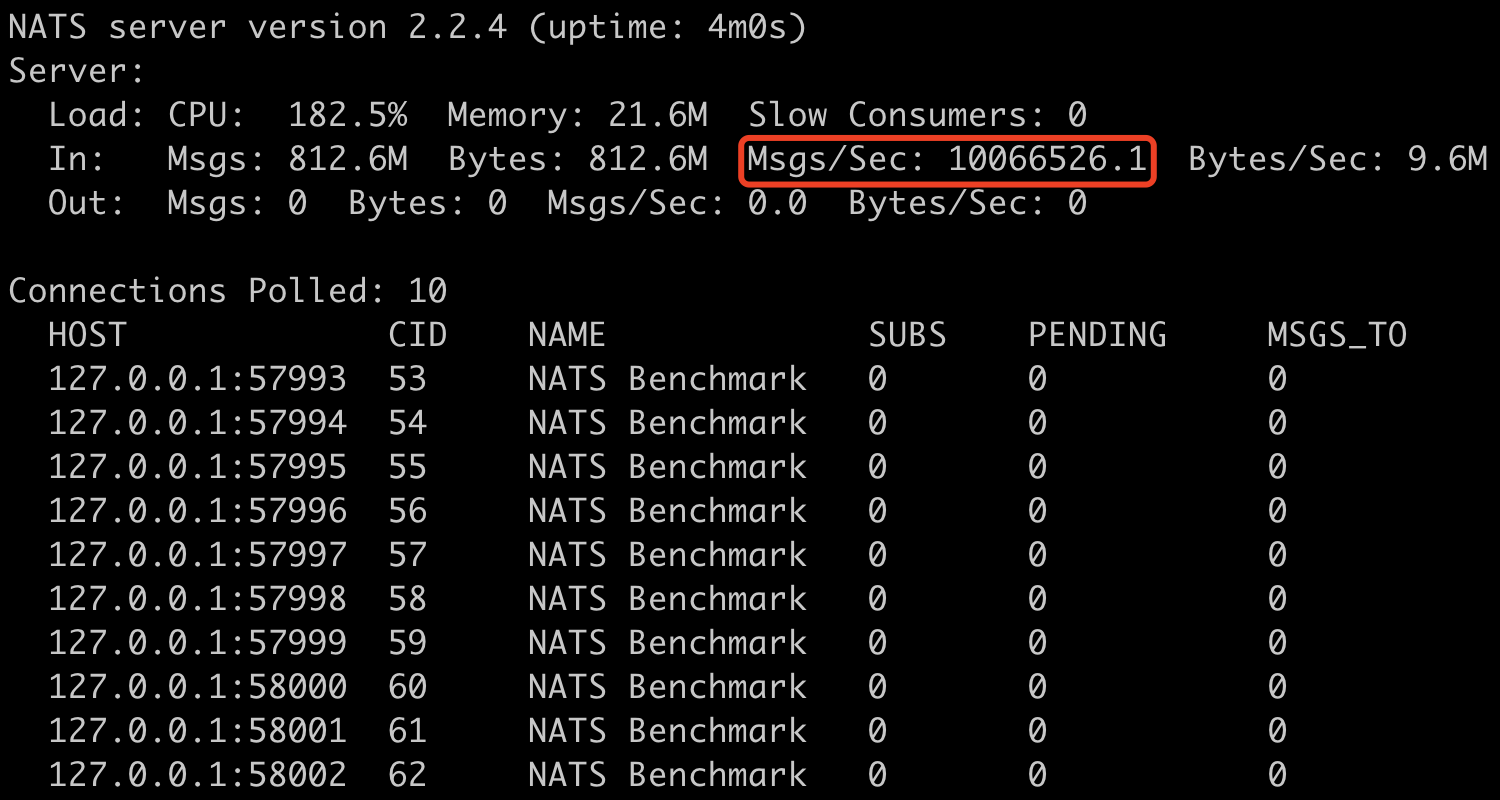 NATS server version 2.2.4 (uptime: 4m0s)
Server:
  Load: CPU:  182.5%  Memory: 21.6M  Slow Consumers: 0
  In:   Msgs: 812.6M  Bytes: 812.6M  Msgs/Sec: 10066526.1  Bytes/Sec: 9.6M
  Out:  Msgs: 0  Bytes: 0  Msgs/Sec: 0.0  Bytes/Sec: 0

Connections Polled: 10
  HOST             CID    NAME             SUBS    PENDING     MSGS_TO
  127.0.0.1:57993  53     NATS Benchmark   0       0           0
  127.0.0.1:57994  54     NATS Benchmark   0       0           0
  127.0.0.1:57995  55     NATS Benchmark   0       0           0
  127.0.0.1:57996  56     NATS Benchmark   0       0           0
  127.0.0.1:57997  57     NATS Benchmark   0       0           0
  127.0.0.1:57998  58     NATS Benchmark   0       0           0
  127.0.0.1:57999  59     NATS Benchmark   0       0           0
  127.0.0.1:58000  60     NATS Benchmark   0       0           0
  127.0.0.1:58001  61     NATS Benchmark   0       0           0
  127.0.0.1:58002  62     NATS Benchmark   0       0           0